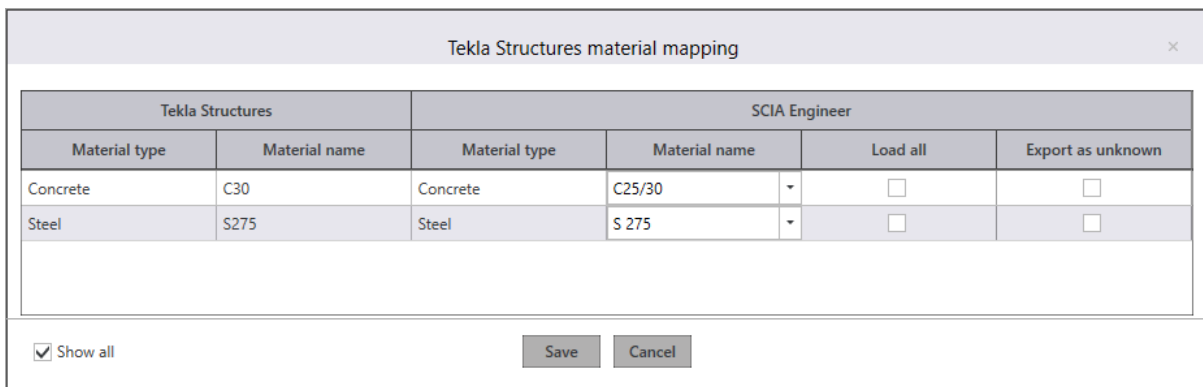 Tekla Structures material mapping
Tekla Structures SCIA Engineer
Material type Material name Material type Material name Load all Export as unknown
Concrete C30 Concrete C25/30
Steel S275 Steel S 275
Show all Save Cancel